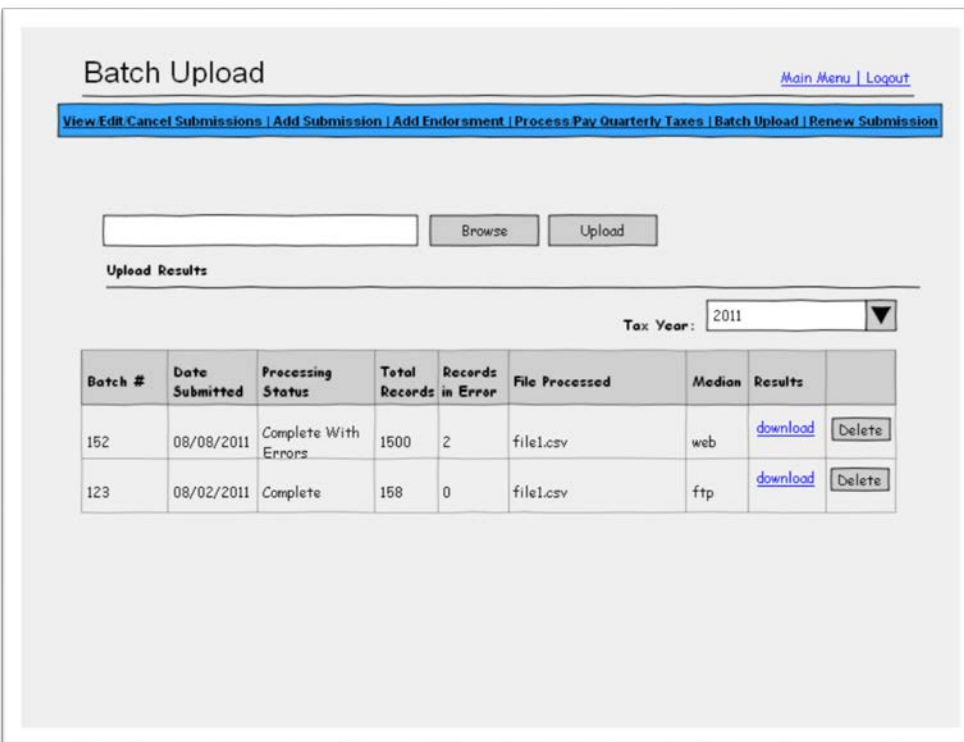 Batch Upload
Main Menu | Logout
View/Edit/Cancel Submissions | Add Submission | Add Endorsment | Process/Pay Quarterly Taxes | Batch Upload | Renew Submission
Browse Upload
Upload Results
Tax Year: 2011
Batch # Date Submitted Processing Status Total Records Records in Error File Processed Median Results
152 08/08/2011 Complete With Errors 1500 2 file1.csv web download Delete
123 08/02/2011 Complete 158 0 file1.csv ftp download Delete